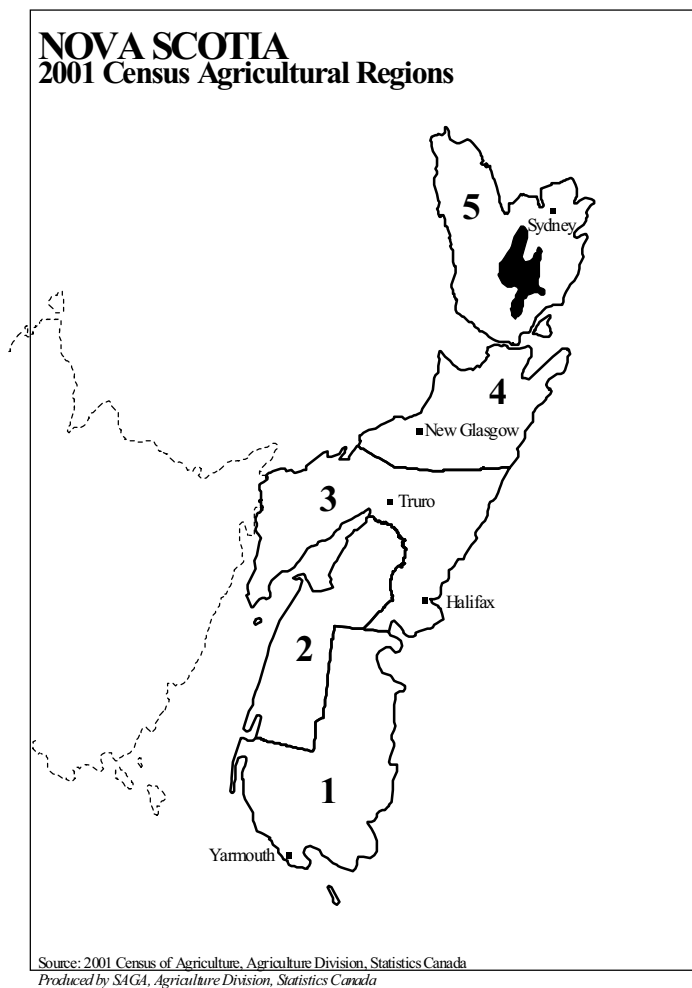 NOVA SCOTIA
2001 Census Agricultural Regions
5
Sydney
4
New Glasgow
3
Truro
Halifax
2
1
Yarmouth
Source: 2001 Census of Agriculture, Agriculture Division, Statistics Canada
Produced by SAGA, Agriculture Division, Statistics Canada